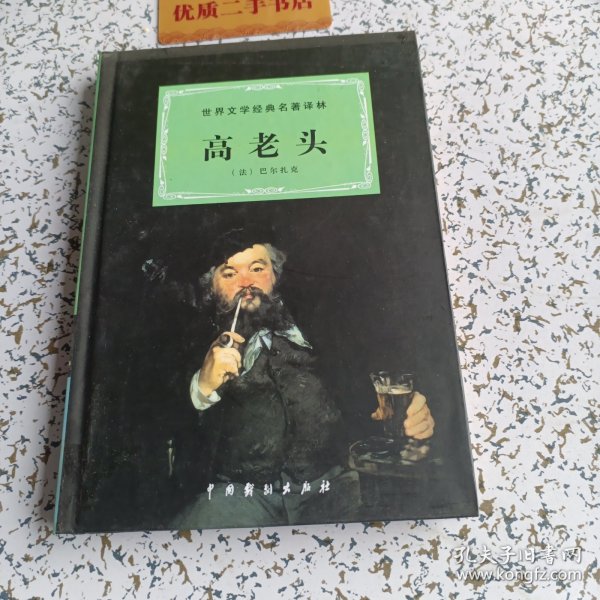 优质二手书店
世界文学经典名著译林
高老头
（法）巴尔扎克
中国戏剧出版社
孔夫子旧书网
www.kongfz.com